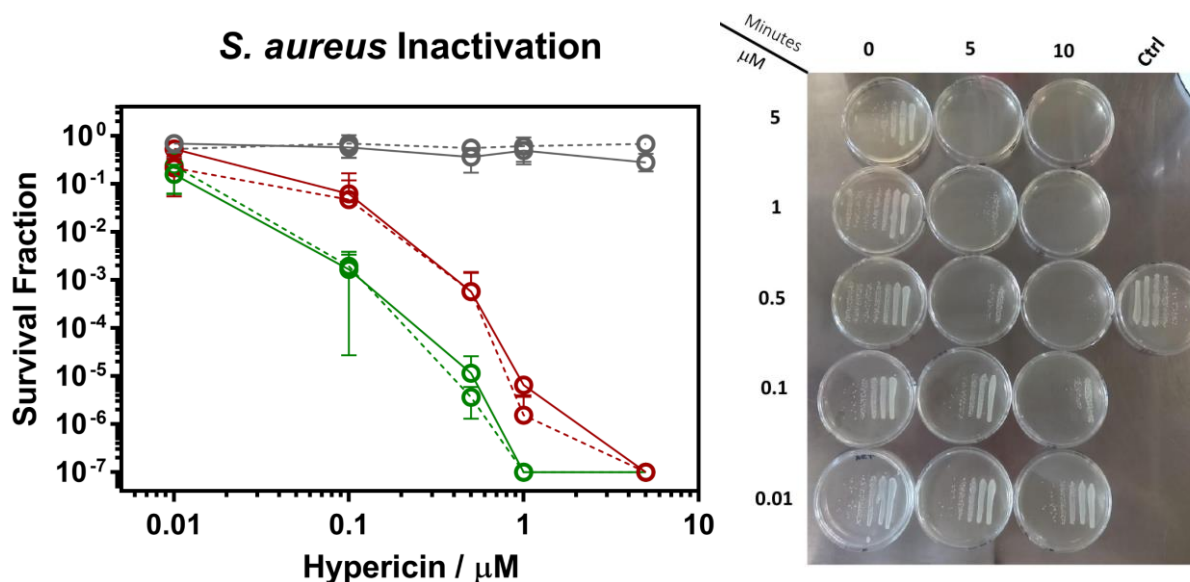 S. aureus Inactivation
Survival Fraction
10⁰
10⁻¹
10⁻²
10⁻³
10⁻⁴
10⁻⁵
10⁻⁶
10⁻⁷
0.01 0.1 1 10
Hypericin / μM
Minutes
μM
0 5 10 Ctrl
5
1
0.5
0.1
0.01